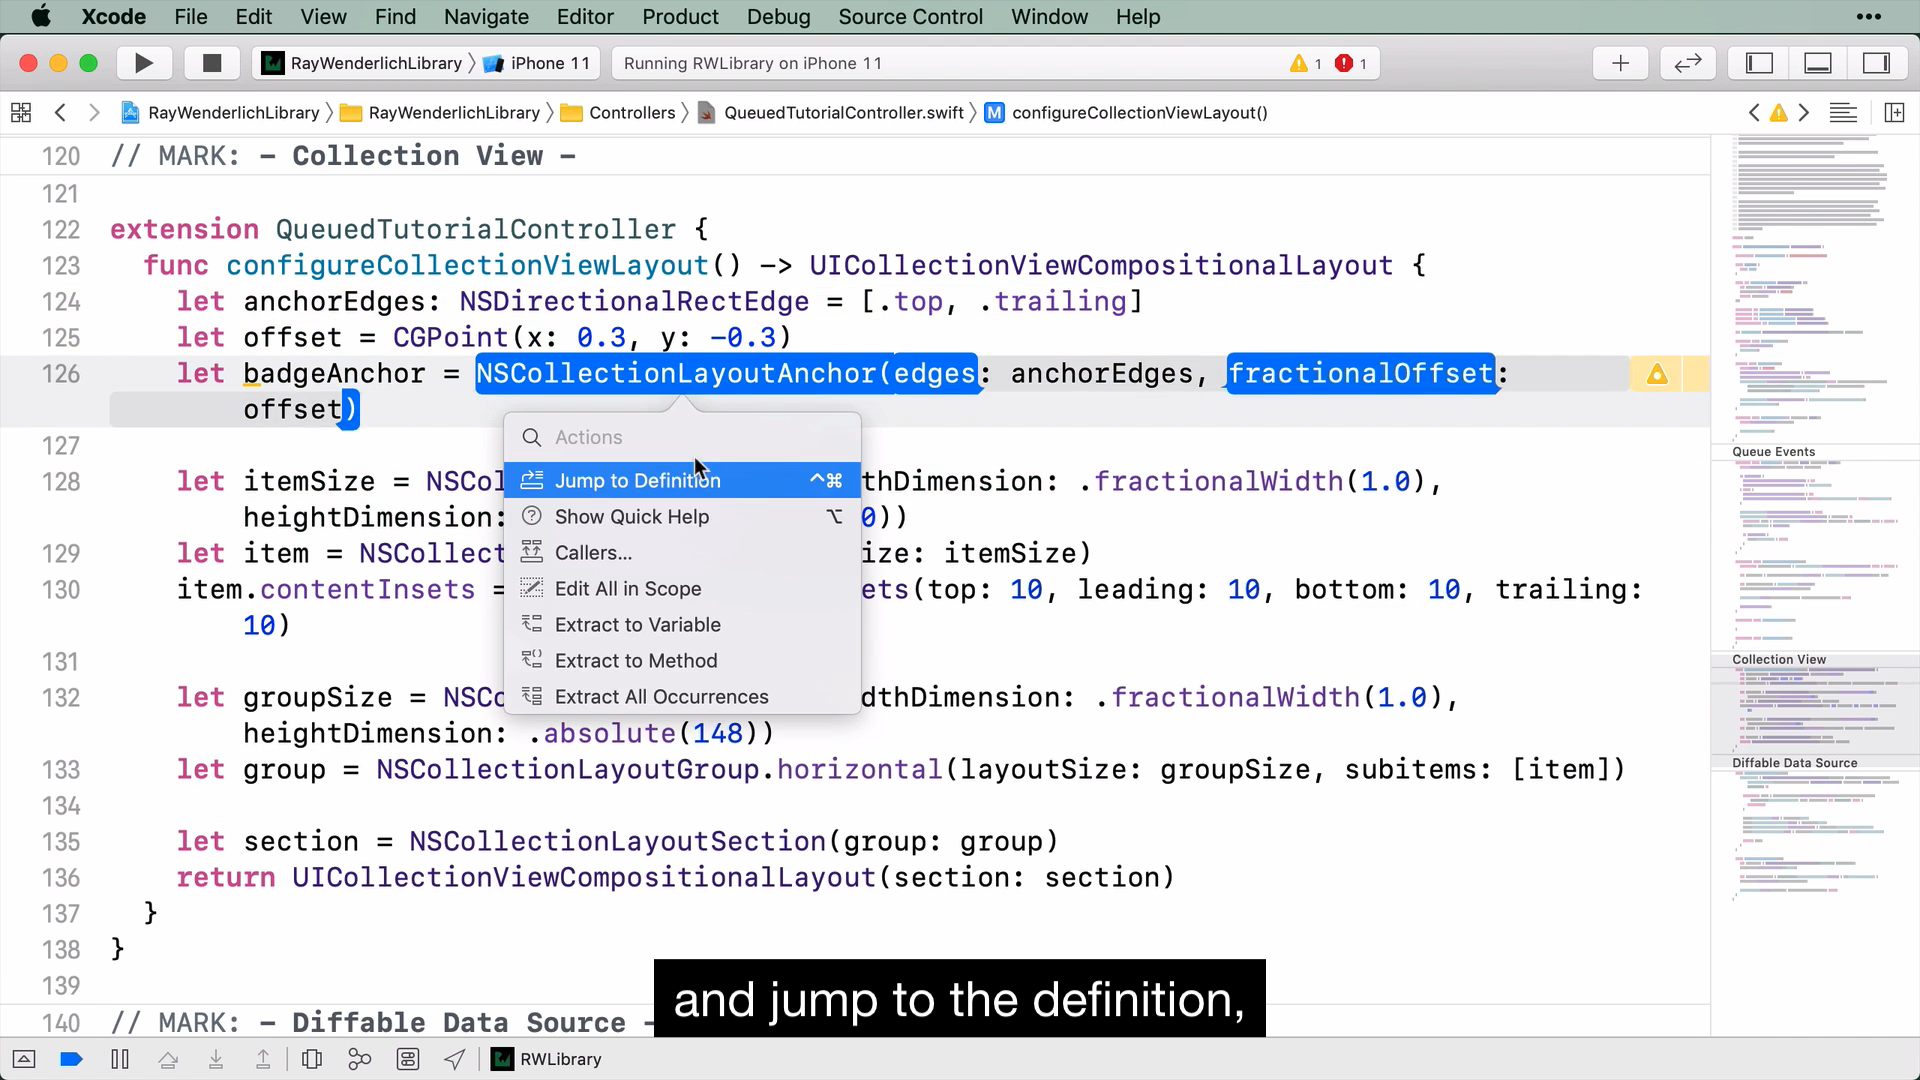 Xcode File Edit View Find Navigate Editor Product Debug Source Control Window Help
RayWenderlichLibrary iPhone 11 Running RWLibrary on iPhone 11 1 1
RayWenderlichLibrary RayWenderlichLibrary Controllers QueuedTutorialController.swift M configureCollectionViewLayout()
120 // MARK: - Collection View -
121
122 extension QueuedTutorialController {
123 func configureCollectionViewLayout() -> UICollectionViewCompositionalLayout {
124 let anchorEdges: NSDirectionalRectEdge = [.top, .trailing]
125 let offset = CGPoint(x: 0.3, y: -0.3)
126 let badgeAnchor = NSCollectionLayoutAnchor(edges: anchorEdges, fractionalOffset:
offset)
Actions
Jump to Definition ^⌘
Show Quick Help ⌥
Callers...
Edit All in Scope
Extract to Variable
Extract to Method
Extract All Occurrences
127
128 let itemSize = NSCol thDimension: .fractionalWidth(1.0),
heightDimension: 0))
129 let item = NSCollect ize: itemSize)
130 item.contentInsets = ets(top: 10, leading: 10, bottom: 10, trailing:
10)
131
132 let groupSize = NSCo dthDimension: .fractionalWidth(1.0),
heightDimension: .absolute(148))
133 let group = NSCollectionLayoutGroup.horizontal(layoutSize: groupSize, subitems: [item])
134
135 let section = NSCollectionLayoutSection(group: group)
136 return UICollectionViewCompositionalLayout(section: section)
137 }
138 }
139
140 // MARK: - Diffable Data Source -
Queue Events
Collection View
Diffable Data Source
and jump to the definition,
RWLibrary